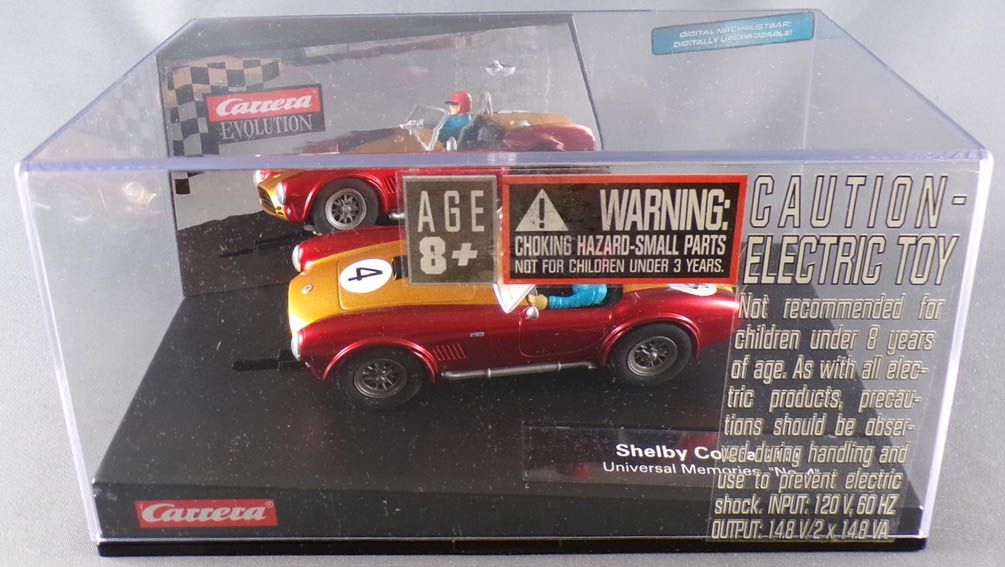 DIGITAL NACHRÜSTBAR!
DIGITALLY UPGRADEABLE!
Carrera
EVOLUTION
AGE
8+
WARNING:
CHOKING HAZARD-SMALL PARTS
NOT FOR CHILDREN UNDER 3 YEARS.
CAUTION-
ELECTRIC TOY
Not recommended for
children under 8 years
of age. As with all elec-
tric products, precau-
tions should be obser-
ved during handling and
use to prevent electric
shock. INPUT: 120 V, 60 HZ
OUTPUT: 14.8 V/2 x 14.8 VA
4
Shelby
Universal Memories "No. 4"
Carrera